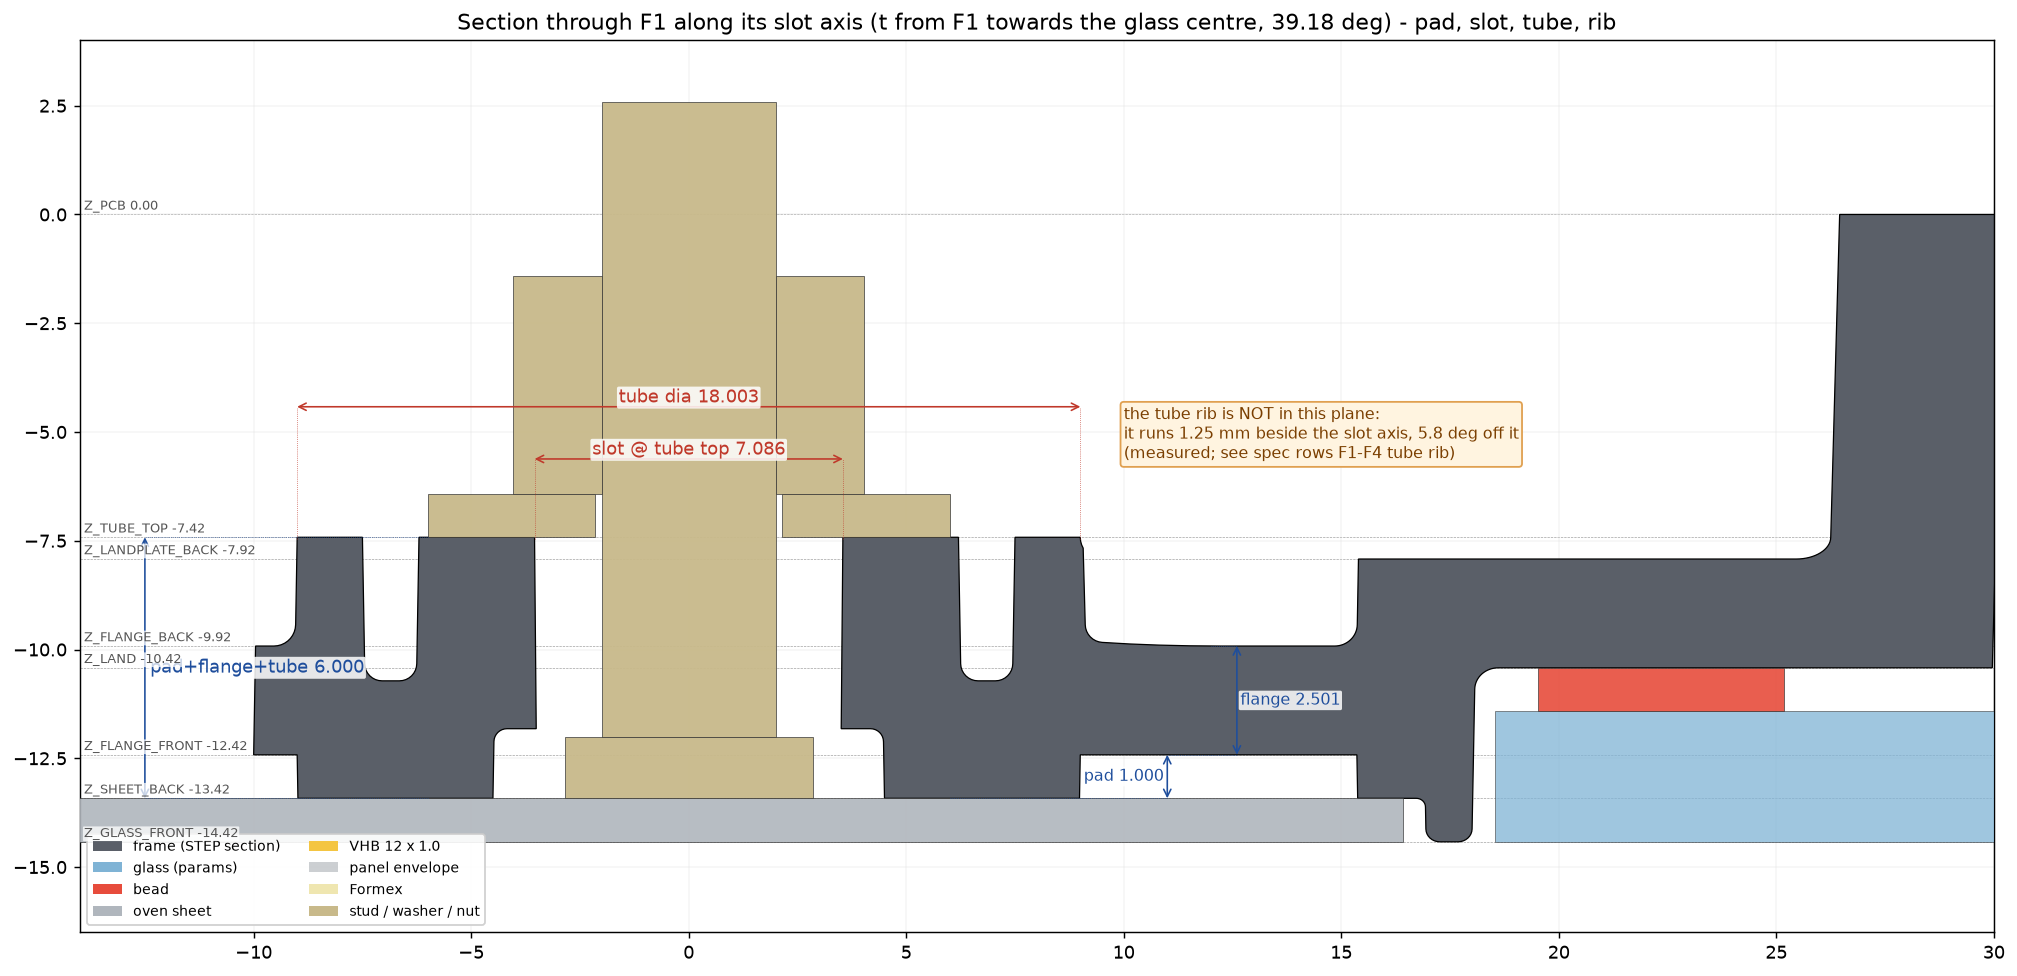 Section through F1 along its slot axis (t from F1 towards the glass centre, 39.18 deg) - pad, slot, tube, rib
2.5
0.0
−2.5
−5.0
−7.5
−10.0
−12.5
−15.0
Z_PCB 0.00
tube dia 18.003
slot @ tube top 7.086
the tube rib is NOT in this plane:
it runs 1.25 mm beside the slot axis, 5.8 deg off it
(measured; see spec rows F1-F4 tube rib)
Z_TUBE_TOP -7.42
Z_LANDPLATE_BACK -7.92
Z_FLANGE_BACK -9.92
Z_LAND -10.42
pad+flange+tube 6.000
flange 2.501
Z_FLANGE_FRONT -12.42
pad 1.000
Z_SHEET_BACK -13.42
Z_GLASS_FRONT -14.42
frame (STEP section)
glass (params)
bead
oven sheet
VHB 12 x 1.0
panel envelope
Formex
stud / washer / nut
−10
−5
0
5
10
15
20
25
30